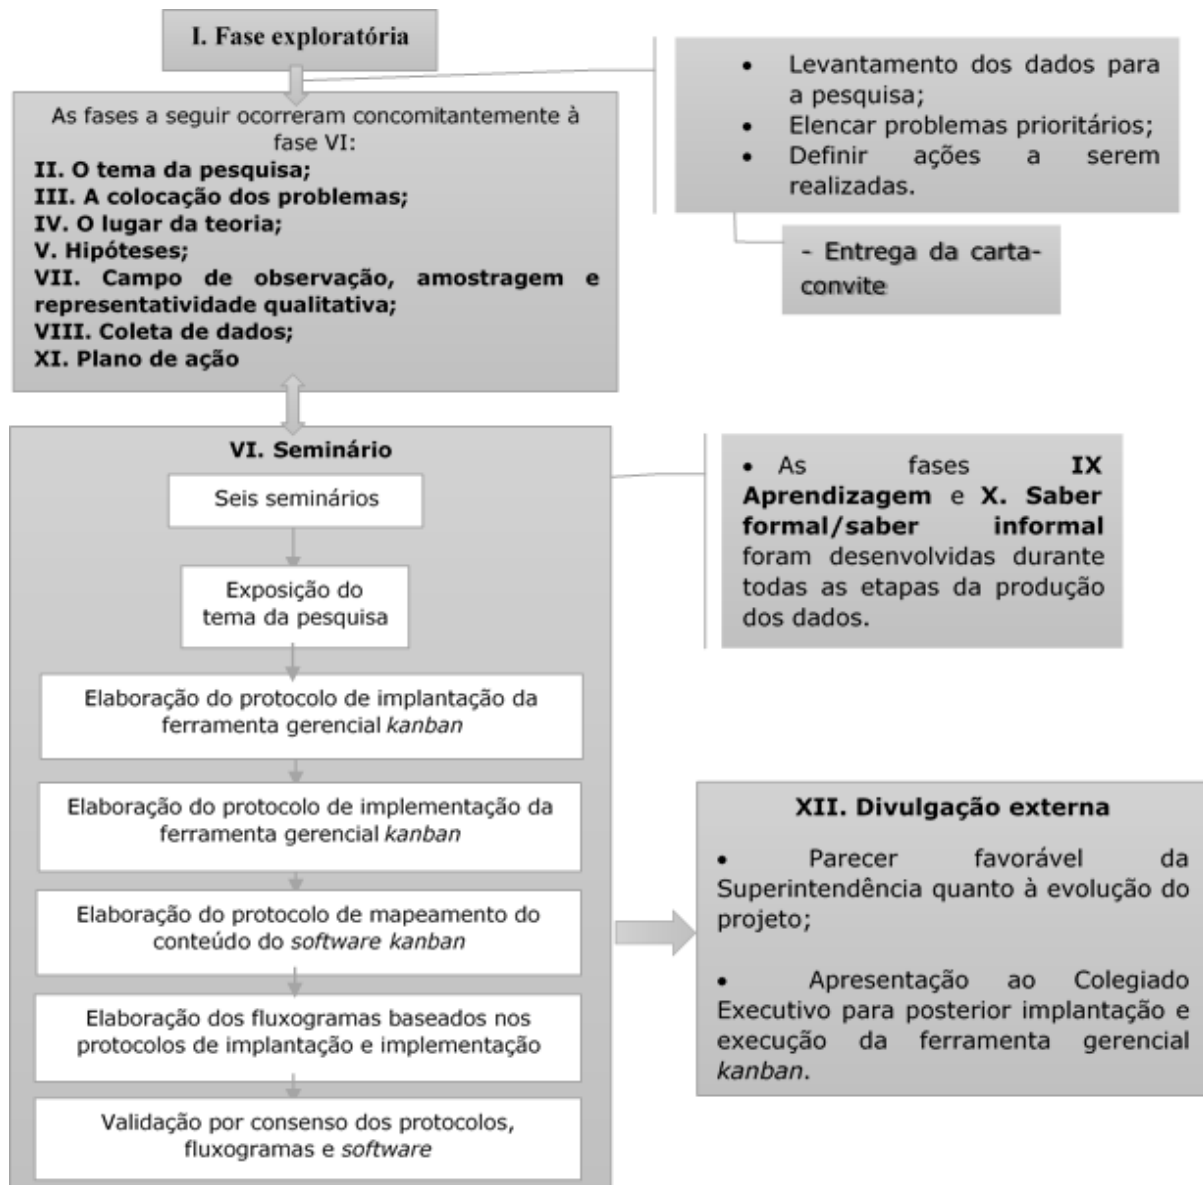 I. Fase exploratória
• Levantamento dos dados para
a pesquisa;
• Elencar problemas prioritários;
• Definir ações a serem
realizadas.
- Entrega da carta-
convite
As fases a seguir ocorreram concomitantemente à
fase VI:
II. O tema da pesquisa;
III. A colocação dos problemas;
IV. O lugar da teoria;
V. Hipóteses;
VII. Campo de observação, amostragem e
representatividade qualitativa;
VIII. Coleta de dados;
XI. Plano de ação
VI. Seminário
Seis seminários
Exposição do
tema da pesquisa
Elaboração do protocolo de implantação da
ferramenta gerencial kanban
Elaboração do protocolo de implementação da
ferramenta gerencial kanban
Elaboração do protocolo de mapeamento do
conteúdo do software kanban
Elaboração dos fluxogramas baseados nos
protocolos de implantação e implementação
Validação por consenso dos protocolos,
fluxogramas e software
• As fases IX
Aprendizagem e X. Saber
formal/saber informal
foram desenvolvidas durante
todas as etapas da produção
dos dados.
XII. Divulgação externa
• Parecer favorável da
Superintendência quanto à evolução do
projeto;
• Apresentação ao Colegiado
Executivo para posterior implantação e
execução da ferramenta gerencial
kanban.